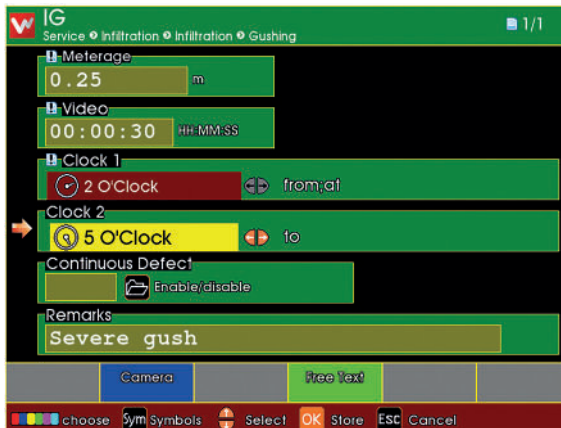 IG
1/1
Service Infiltration Infiltration Gushing
Meterage
0.25 m
Video
00:00:30 HH:MM:SS
Clock 1
2 O'Clock from;at
Clock 2
5 O'Clock to
Continuous Defect
Enable/disable
Remarks
Severe gush
Camera Free Text
choose Sym Symbols Select OK Store Esc Cancel